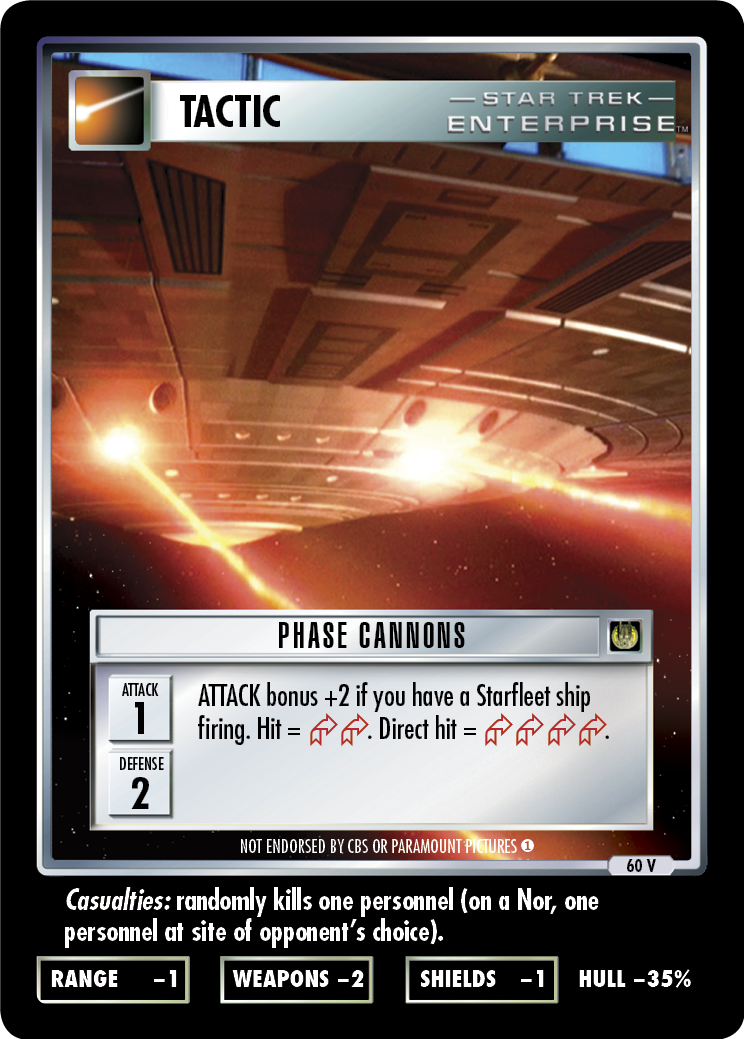 TACTIC
STAR TREK
ENTERPRISE™
PHASE CANNONS
ATTACK
1
ATTACK bonus +2 if you have a Starfleet ship
firing. Hit = . Direct hit = .
DEFENSE
2
NOT ENDORSED BY CBS OR PARAMOUNT PICTURES ❶
60 V
Casualties: randomly kills one personnel (on a Nor, one
personnel at site of opponent’s choice).
RANGE –1 WEAPONS –2 SHIELDS –1 HULL –35%